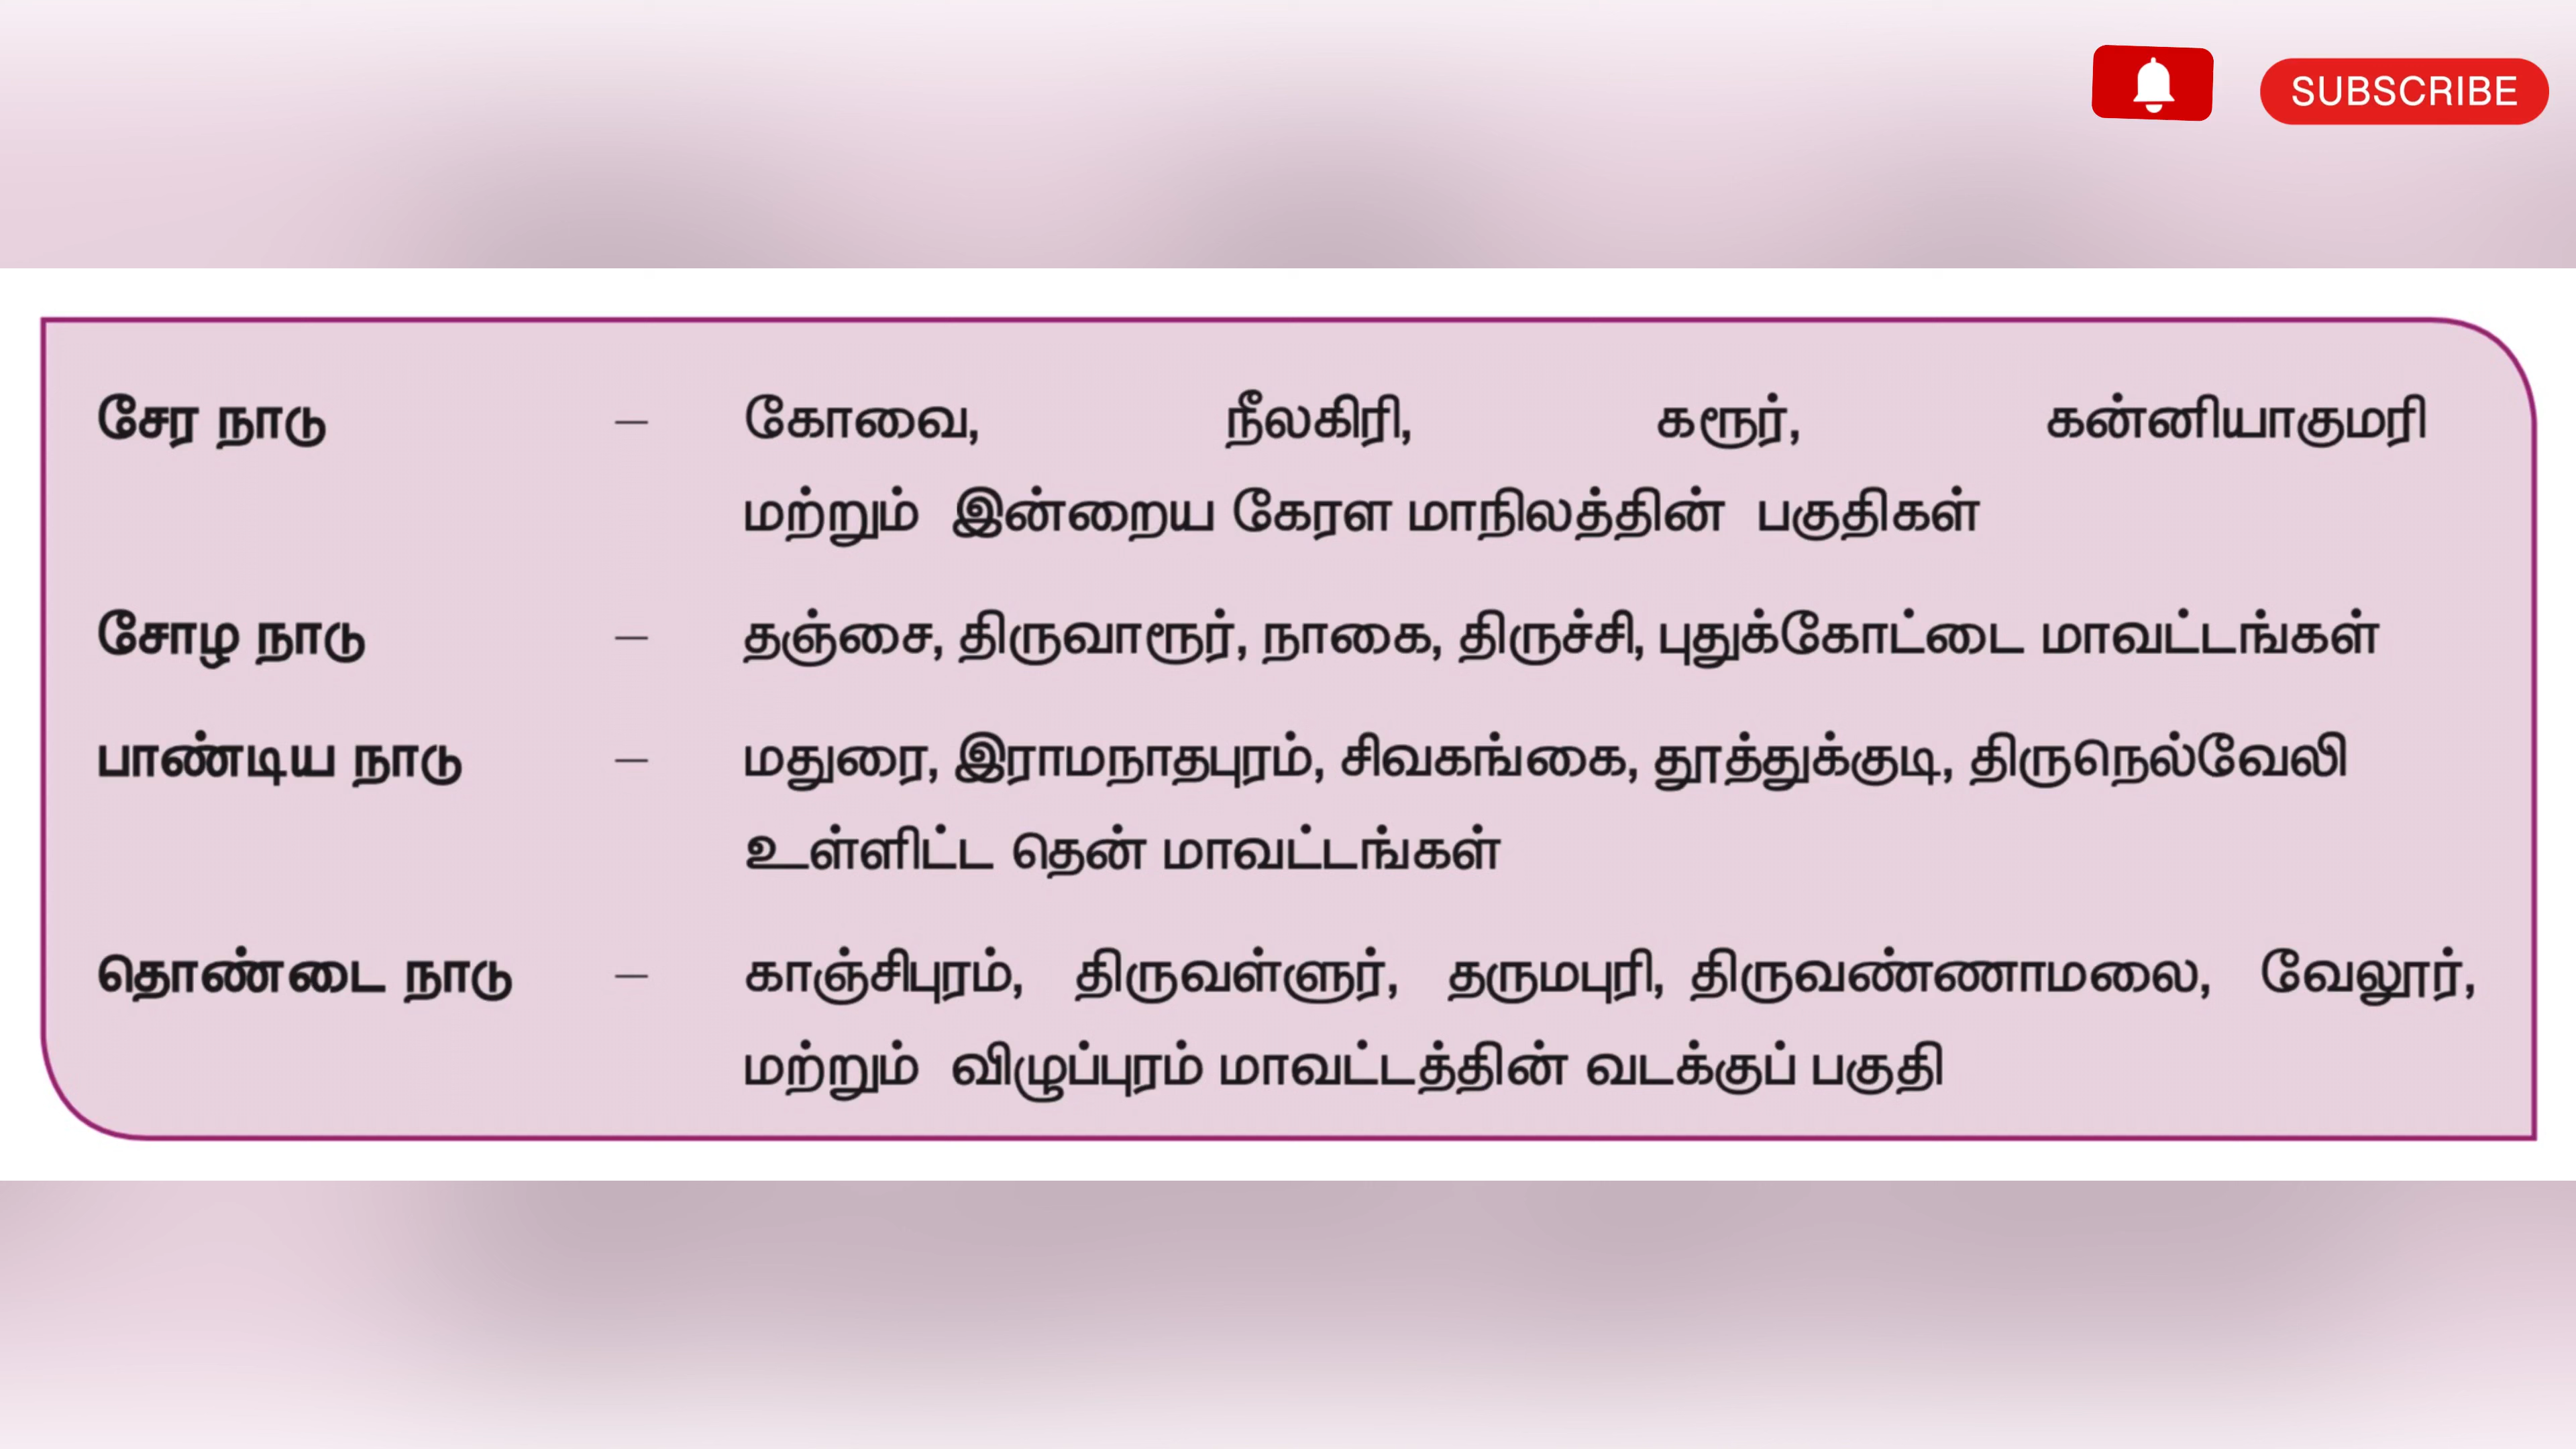 SUBSCRIBE
சேர நாடு – கோவை, நீலகிரி, கரூர், கன்னியாகுமரி
மற்றும் இன்றைய கேரள மாநிலத்தின் பகுதிகள்
சோழ நாடு – தஞ்சை, திருவாரூர், நாகை, திருச்சி, புதுக்கோட்டை மாவட்டங்கள்
பாண்டிய நாடு – மதுரை, இராமநாதபுரம், சிவகங்கை, தூத்துக்குடி, திருநெல்வேலி
உள்ளிட்ட தென் மாவட்டங்கள்
தொண்டை நாடு – காஞ்சிபுரம், திருவள்ளுர், தருமபுரி, திருவண்ணாமலை, வேலூர்,
மற்றும் விழுப்புரம் மாவட்டத்தின் வடக்குப் பகுதி